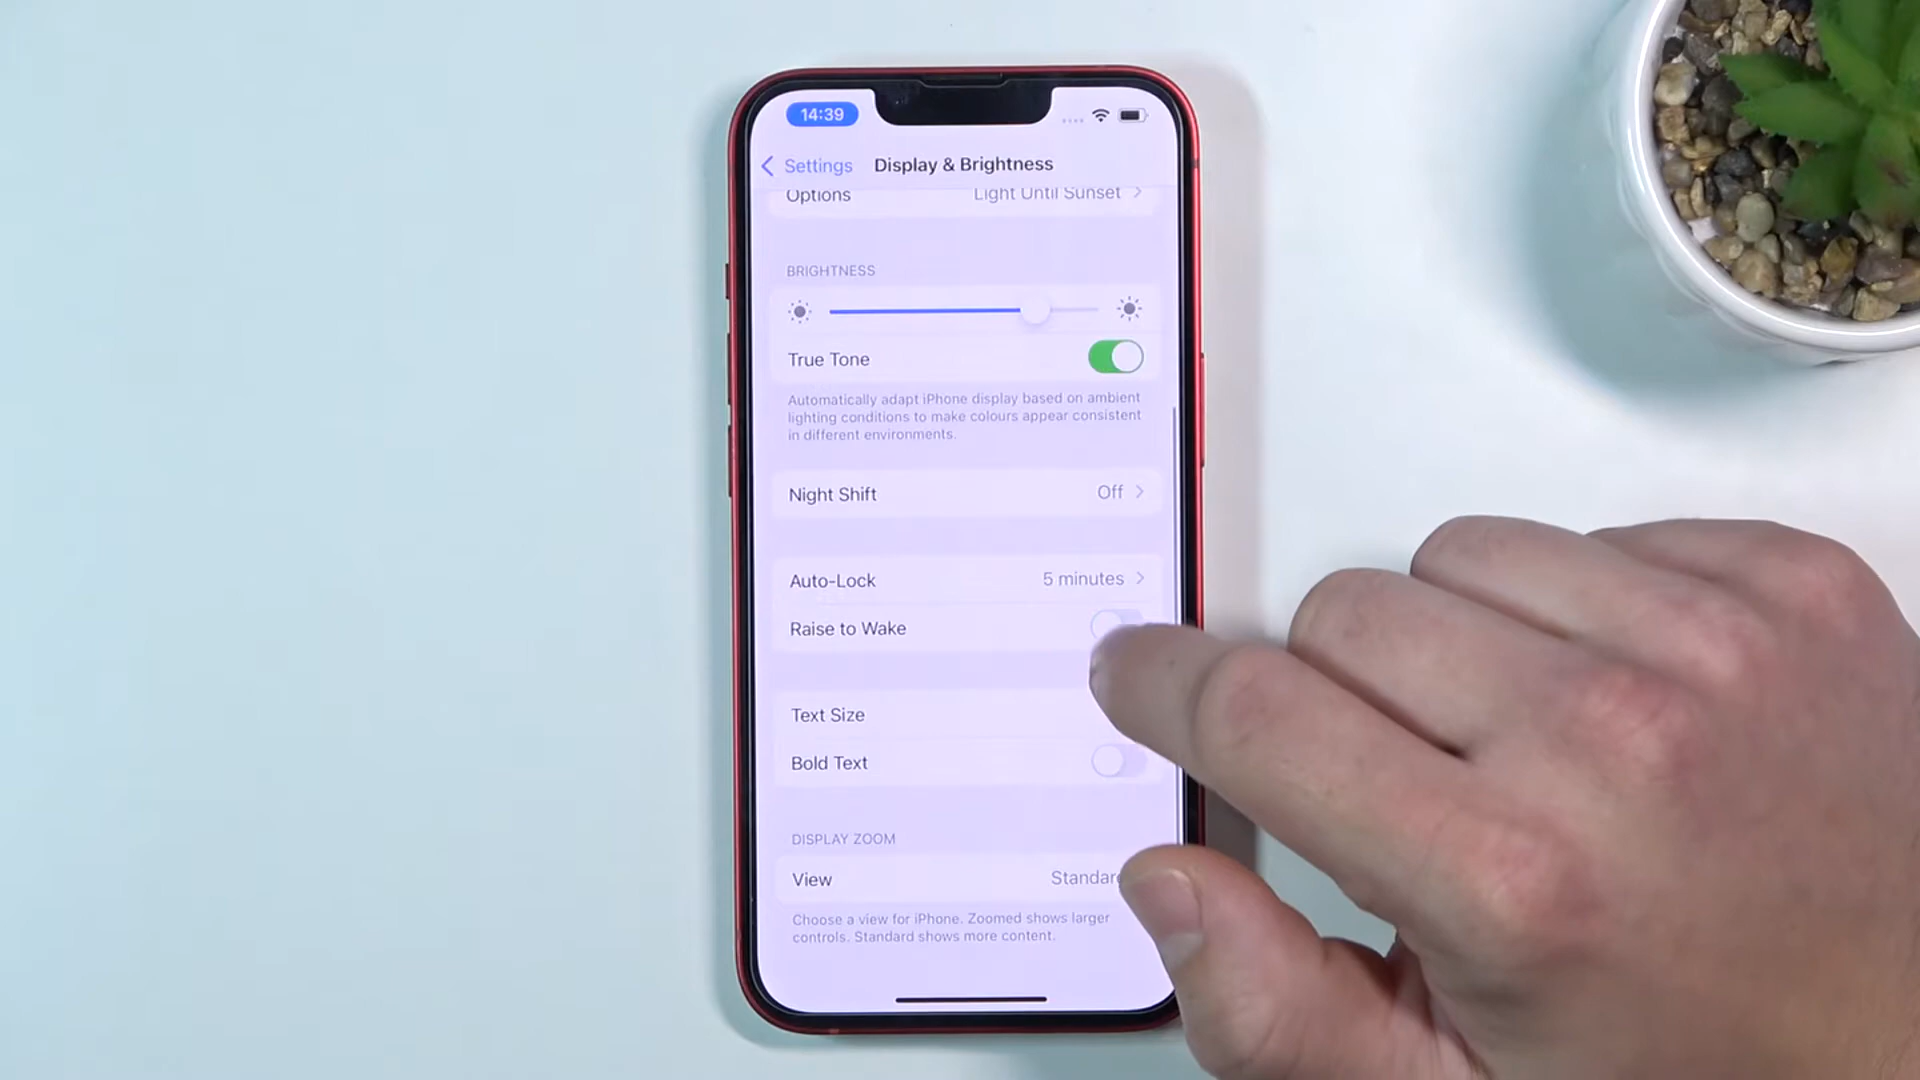 14:39
Settings
Display & Brightness
Options
Light Until Sunset
BRIGHTNESS
True Tone
Automatically adapt iPhone display based on ambient
lighting conditions to make colours appear consistent
in different environments.
Night Shift
Off
Auto-Lock
5 minutes
Raise to Wake
Text Size
Bold Text
DISPLAY ZOOM
View
Standard
Choose a view for iPhone. Zoomed shows larger
controls. Standard shows more content.